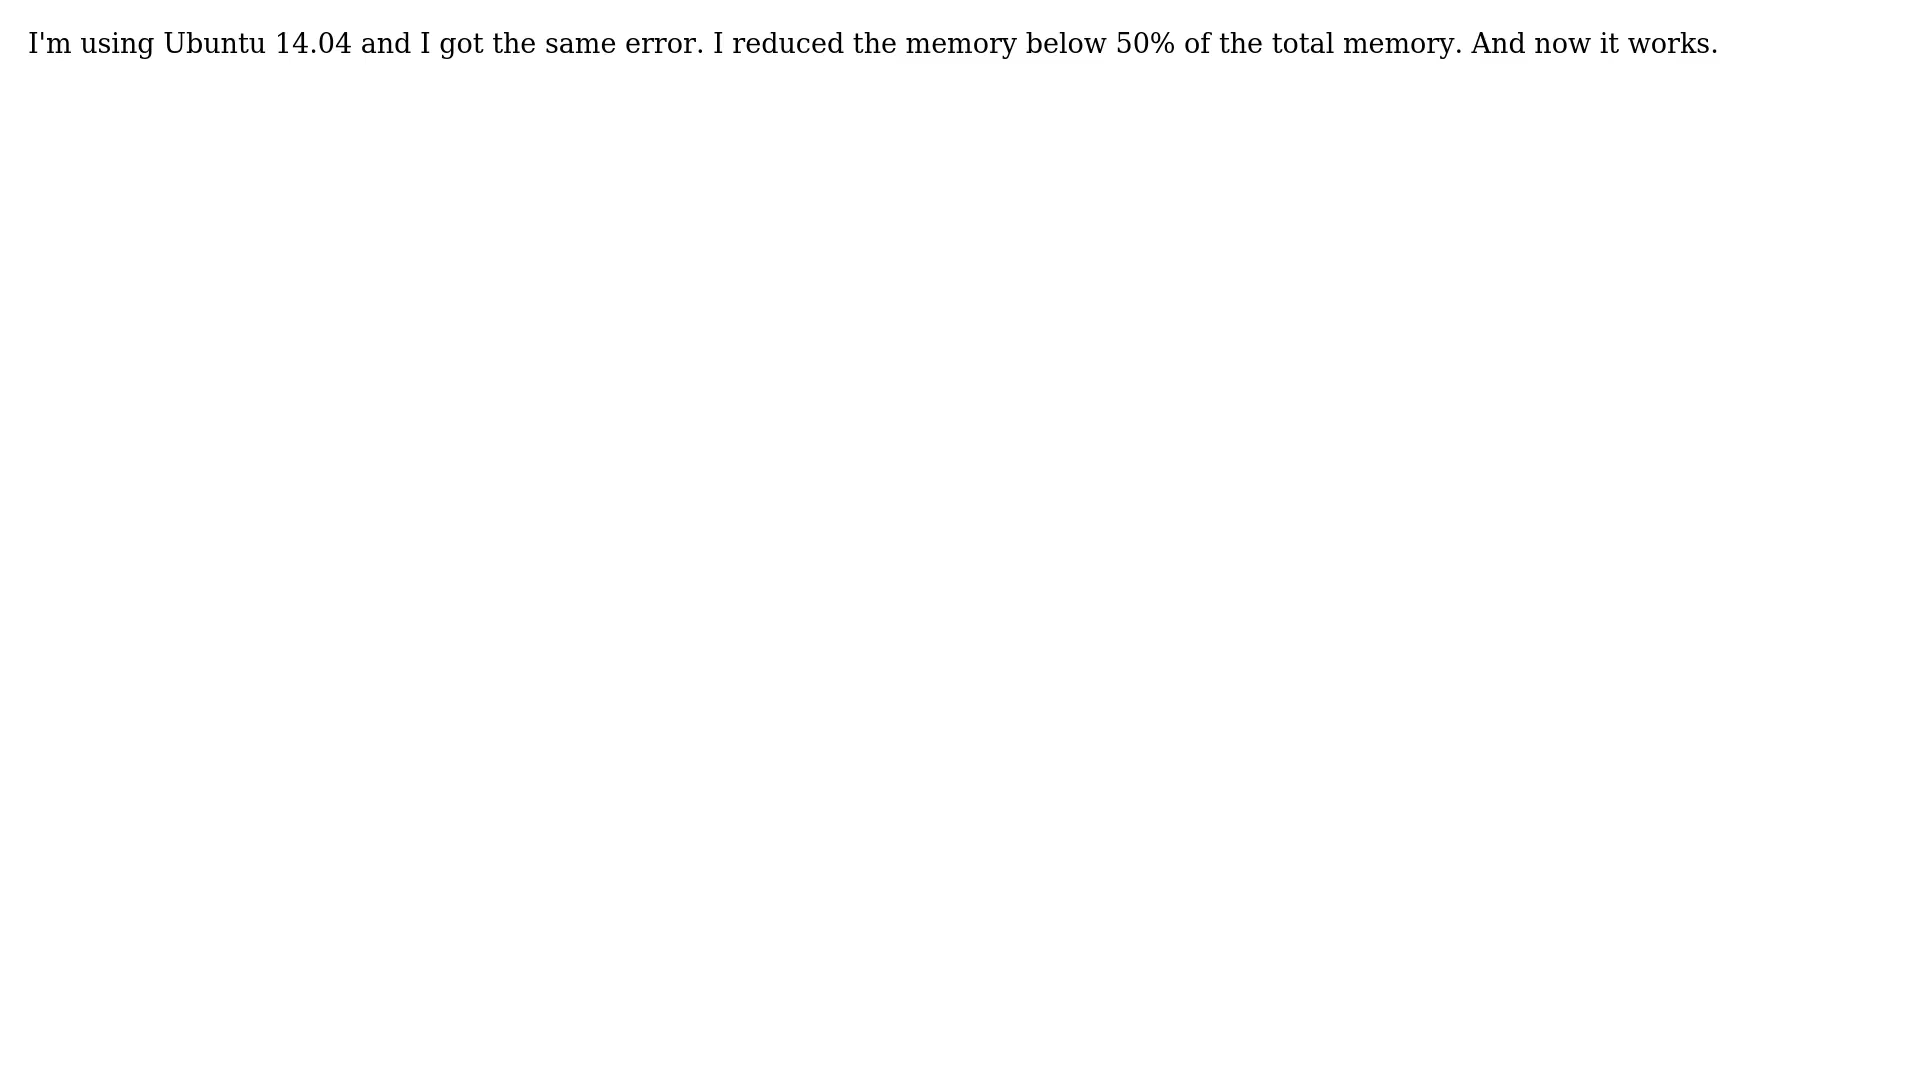 I'm using Ubuntu 14.04 and I got the same error. I reduced the memory below 50% of the total memory. And now it works.